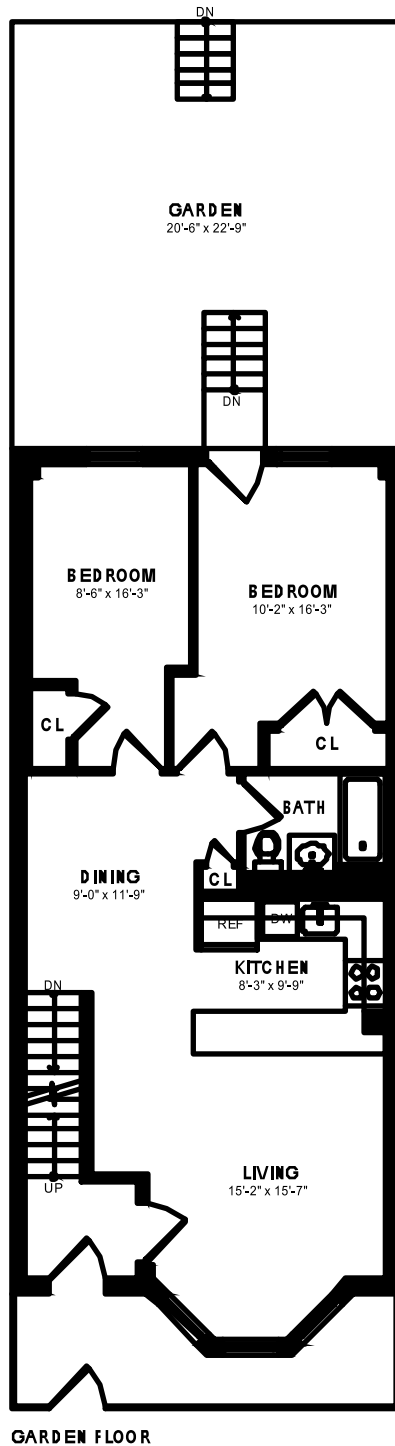 DN
GARDEN
20'-6" x 22'-9"
DN
BEDROOM
8'-6" x 16'-3"
BEDROOM
10'-2" x 16'-3"
CL
CL
BATH
DINING
9'-0" x 11'-9"
CL
REF
DW
KITCHEN
8'-3" x 9'-9"
DN
LIVING
15'-2" x 15'-7"
UP
GARDEN FLOOR